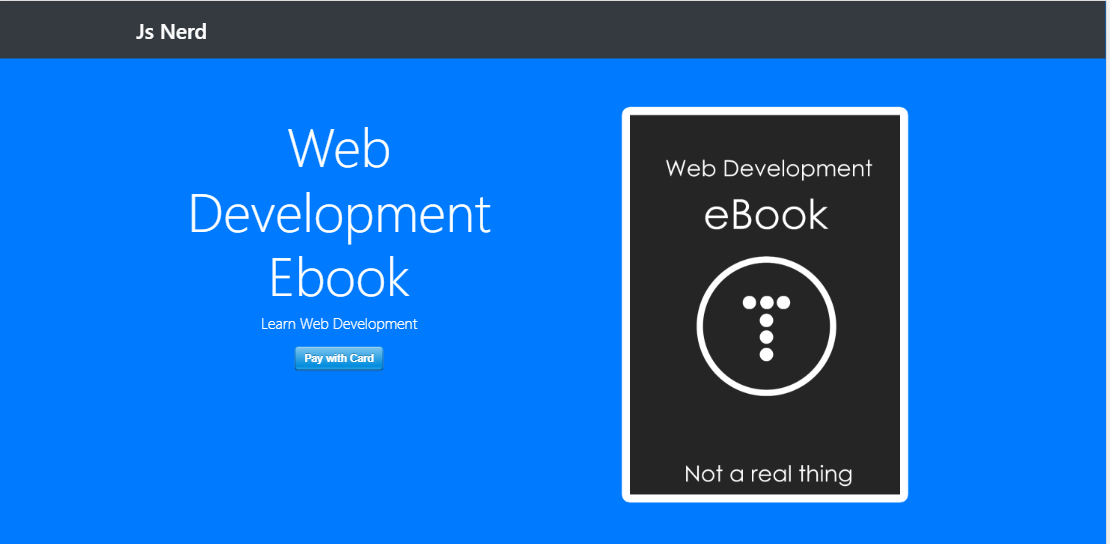 Js Nerd
Web
Development
Ebook
Learn Web Development
Pay with Card
Web Development
eBook
T
Not a real thing